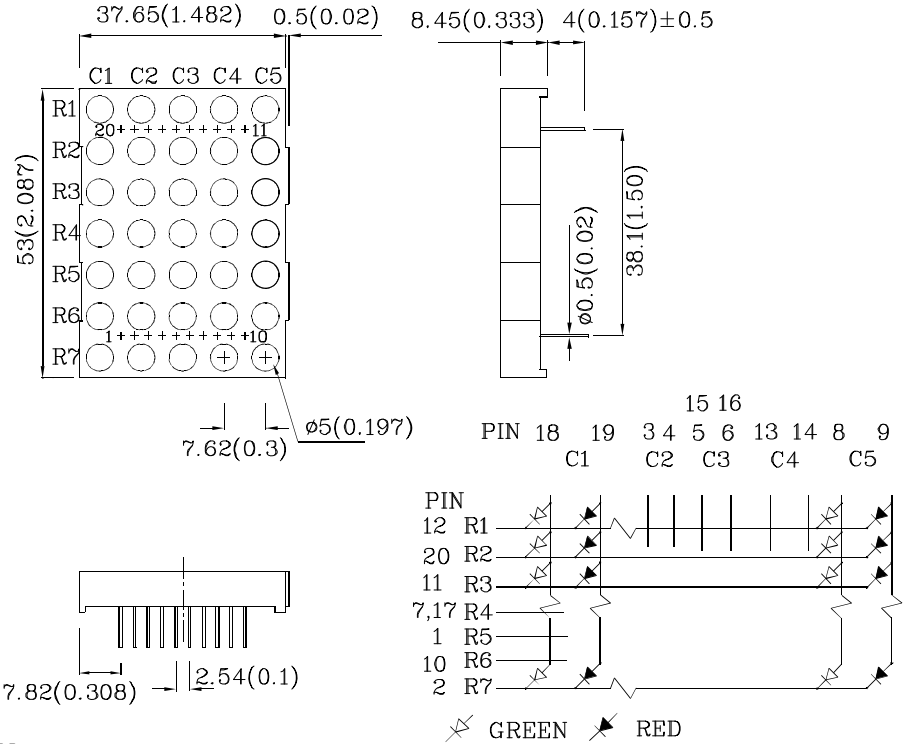 37.65(1.482) 0.5(0.02) 8.45(0.333) 4(0.157)±0.5
C1 C2 C3 C4 C5
R1
20 11
R2
R3
R4
R5
R6
1 10
R7
53(2.087)
38.1(1.50)
ø0.5(0.02)
ø5(0.197)
7.62(0.3)
15 16
PIN 18 19 3 4 5 6 13 14 8 9
C1 C2 C3 C4 C5
PIN
12 R1
20 R2
11 R3
7,17 R4
1 R5
10 R6
2 R7
GREEN RED
2.54(0.1)
7.82(0.308)